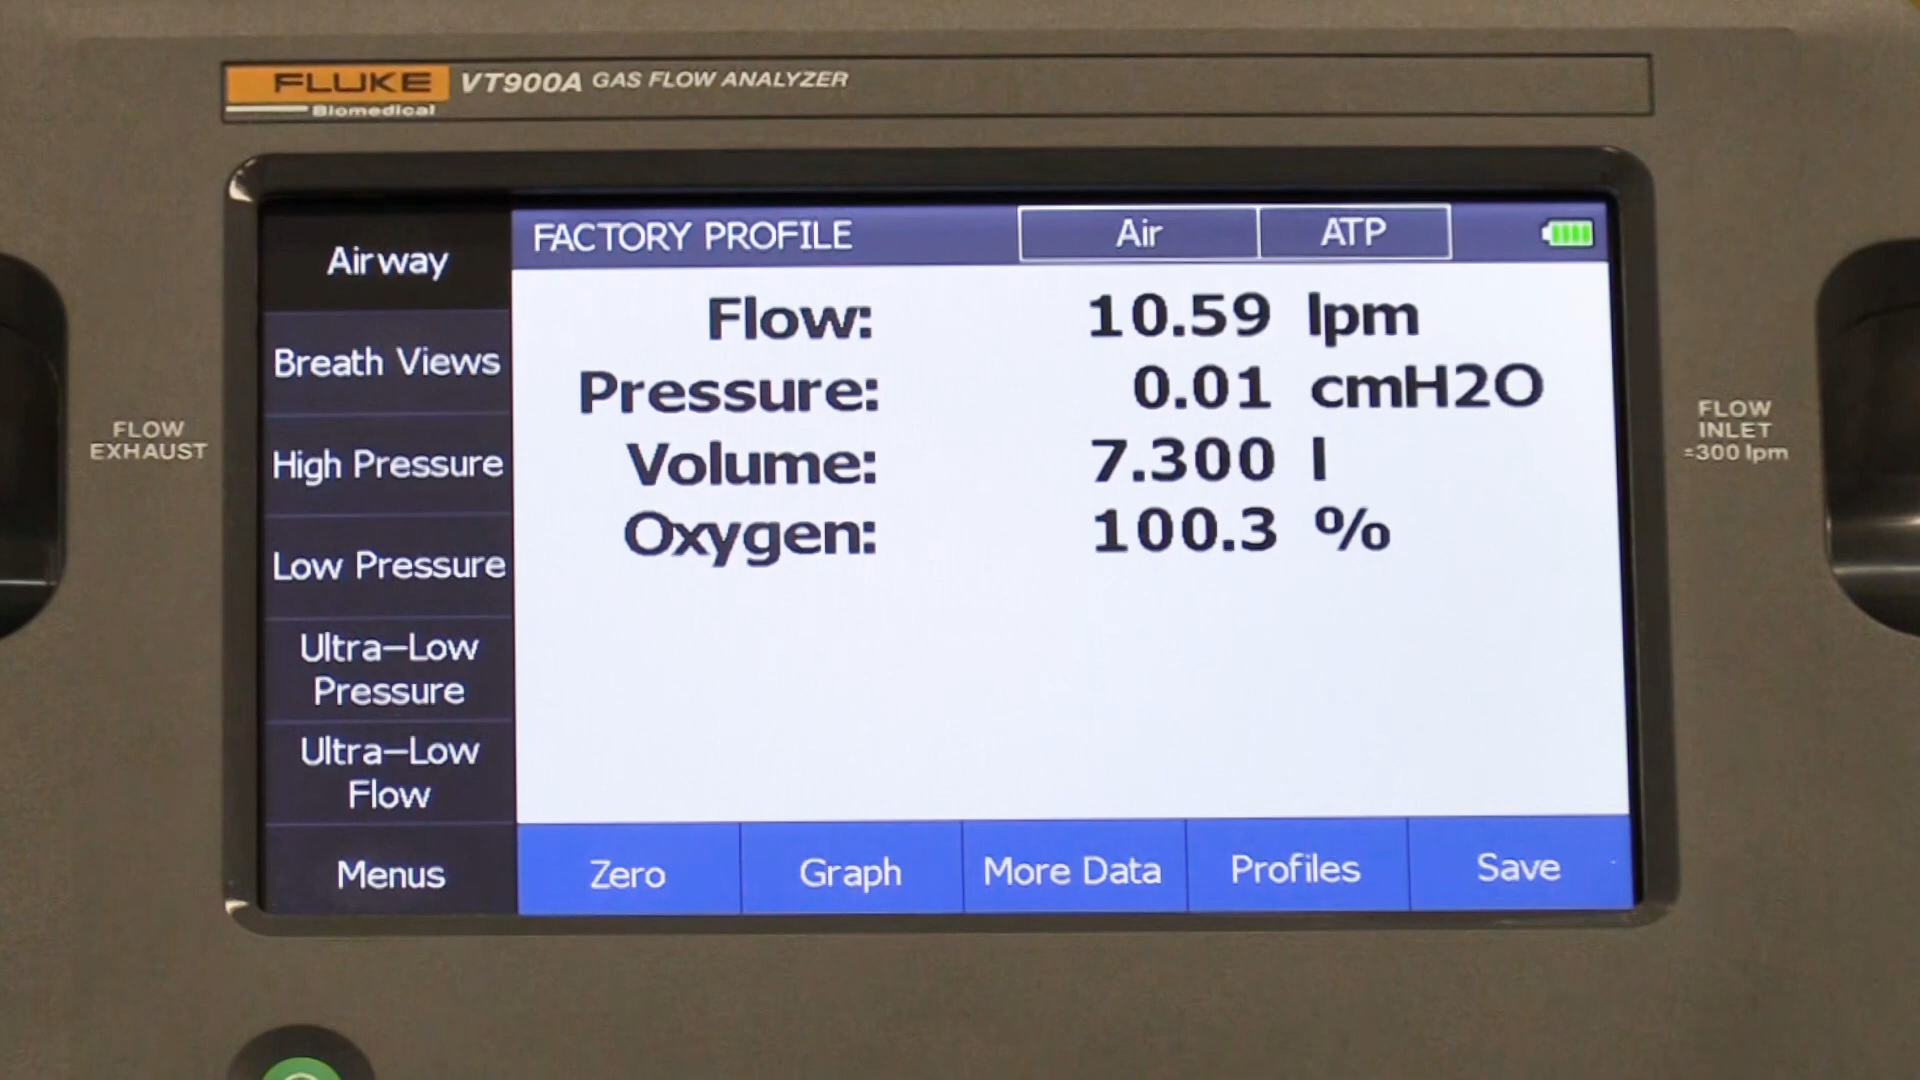 FLUKE VT900A GAS FLOW ANALYZER
Biomedical
Airway
Breath Views
High Pressure
Low Pressure
Ultra-Low
Pressure
Ultra-Low
Flow
Menus
FACTORY PROFILE Air ATP
Flow: 10.59 lpm
Pressure: 0.01 cmH2O
Volume: 7.300 l
Oxygen: 100.3 %
Zero Graph More Data Profiles Save
FLOW
EXHAUST
FLOW
INLET
±300 lpm